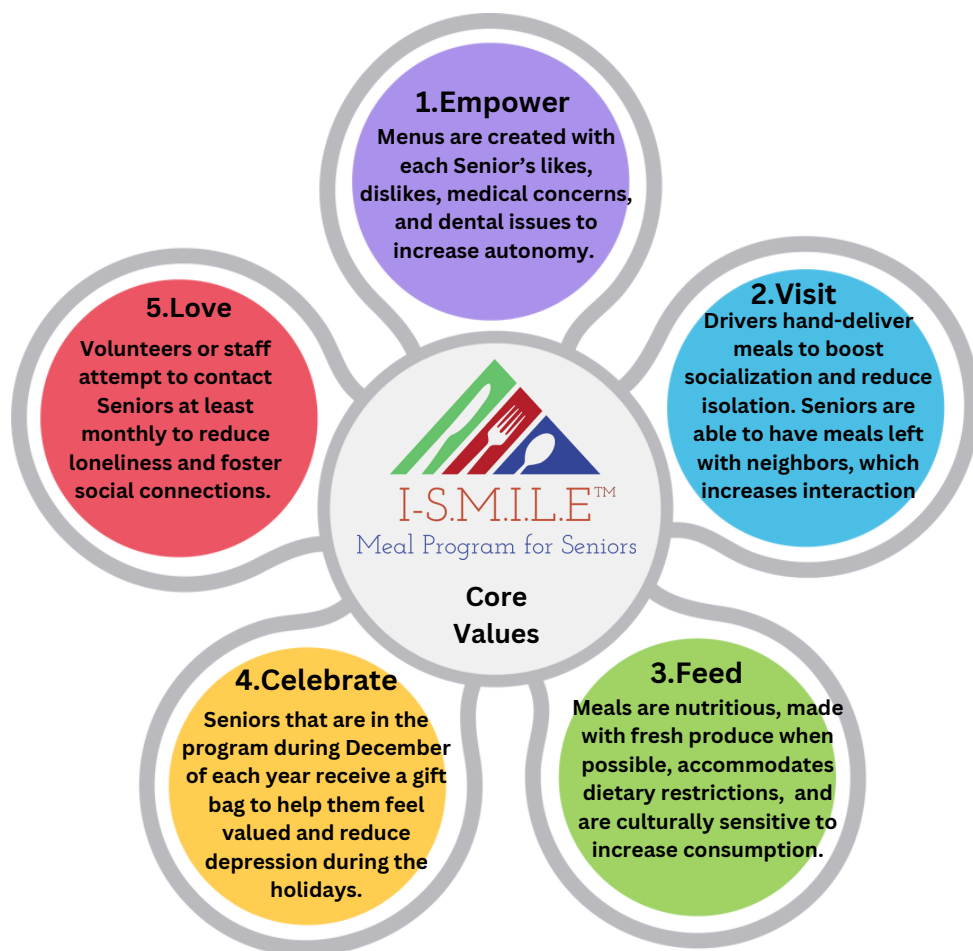 1.Empower
Menus are created with
each Senior’s likes,
dislikes, medical concerns,
and dental issues to
increase autonomy.
2.Visit
Drivers hand-deliver
meals to boost
socialization and reduce
isolation. Seniors are
able to have meals left
with neighbors, which
increases interaction
3.Feed
Meals are nutritious, made
with fresh produce when
possible, accommodates
dietary restrictions, and
are culturally sensitive to
increase consumption.
4.Celebrate
Seniors that are in the
program during December
of each year receive a gift
bag to help them feel
valued and reduce
depression during the
holidays.
5.Love
Volunteers or staff
attempt to contact
Seniors at least
monthly to reduce
loneliness and foster
social connections.
I-S.M.I.L.E™
Meal Program for Seniors
Core
Values